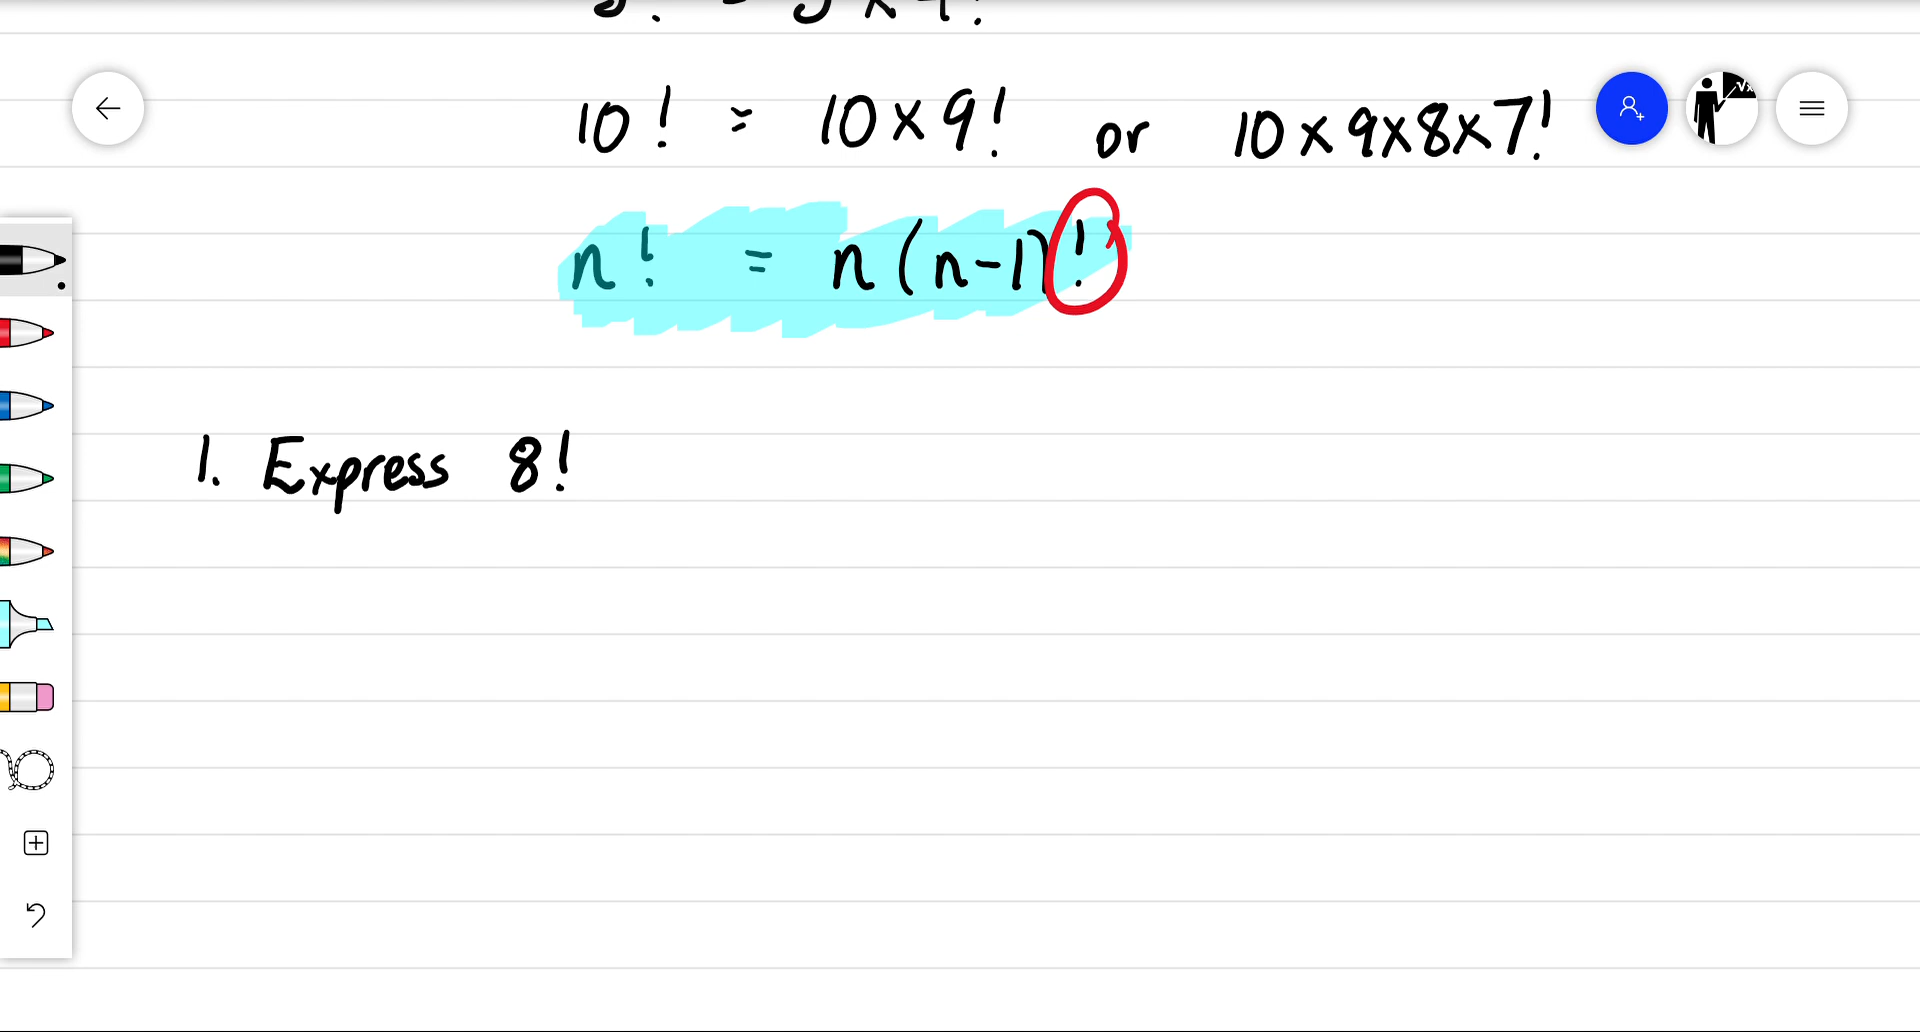 10! = 10 x 9! or 10 x 9 x 8 x 7!
n! = n(n-1)!
1. Express 8!